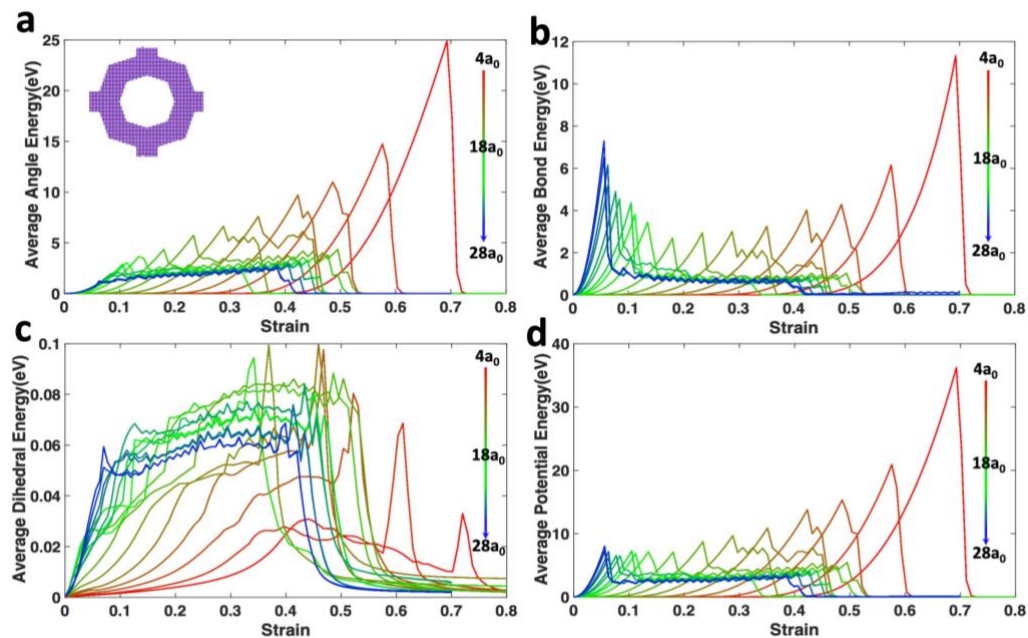 a
Average Angle Energy(eV)
25
20
15
10
5
0
0 0.1 0.2 0.3 0.4 0.5 0.6 0.7 0.8
Strain
4a₀
18a₀
28a₀
b
Average Bond Energy(eV)
12
10
8
6
4
2
0
0 0.1 0.2 0.3 0.4 0.5 0.6 0.7 0.8
Strain
4a₀
18a₀
28a₀
c
Average Dihedral Energy(eV)
0.1
0.08
0.06
0.04
0.02
0
0 0.1 0.2 0.3 0.4 0.5 0.6 0.7 0.8
Strain
4a₀
18a₀
28a₀
d
Average Potential Energy(eV)
40
30
20
10
0
0 0.1 0.2 0.3 0.4 0.5 0.6 0.7 0.8
Strain
4a₀
18a₀
28a₀